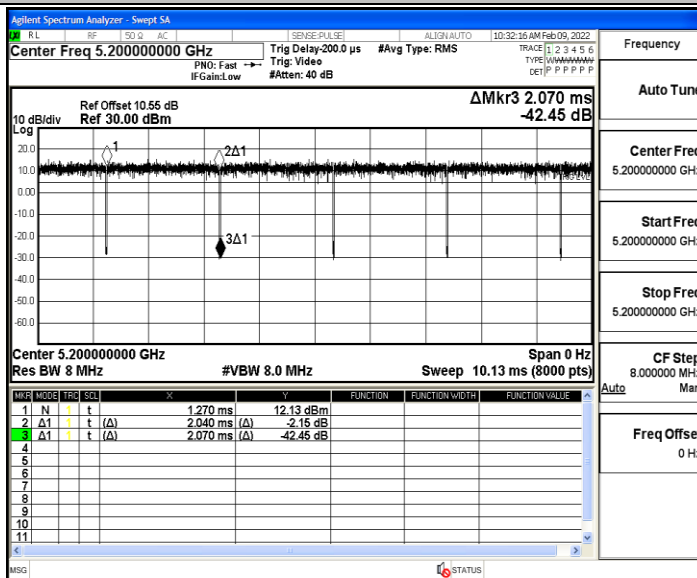 Agilent Spectrum Analyzer - Swept SA
RL RF 50 Ω AC SENSE:PULSE ALIGN AUTO 10:32:16 AM Feb 09, 2022
Center Freq 5.200000000 GHz
PNO: Fast
IFGain:Low
Trig Delay-200.0 µs
Trig: Video
#Atten: 40 dB
#Avg Type: RMS
TRACE 1 2 3 4 5 6
TYPE
DET P P P P P P
Frequency
Auto Tune
ΔMkr3 2.070 ms
-42.45 dB
Ref Offset 10.55 dB
10 dB/div Ref 30.00 dBm
Log
20.0
10.0
0.00
-10.0
-20.0
-30.0
-40.0
-50.0
-60.0
1
2Δ1
3Δ1
Center Freq
5.200000000 GHz
Start Freq
5.200000000 GHz
Stop Freq
5.200000000 GHz
Center 5.200000000 GHz Span 0 Hz
Res BW 8 MHz #VBW 8.0 MHz Sweep 10.13 ms (8000 pts)
CF Step
8.000000 MHz
Auto Man
Freq Offset
0 Hz
MKR MODE TRC SCL X Y FUNCTION FUNCTION WIDTH FUNCTION VALUE
1 N 1 t 1.270 ms 12.13 dBm
2 Δ1 1 t (Δ) 2.040 ms (Δ) -2.15 dB
3 Δ1 1 t (Δ) 2.070 ms (Δ) -42.45 dB
4
5
6
7
8
9
10
11
MSG STATUS